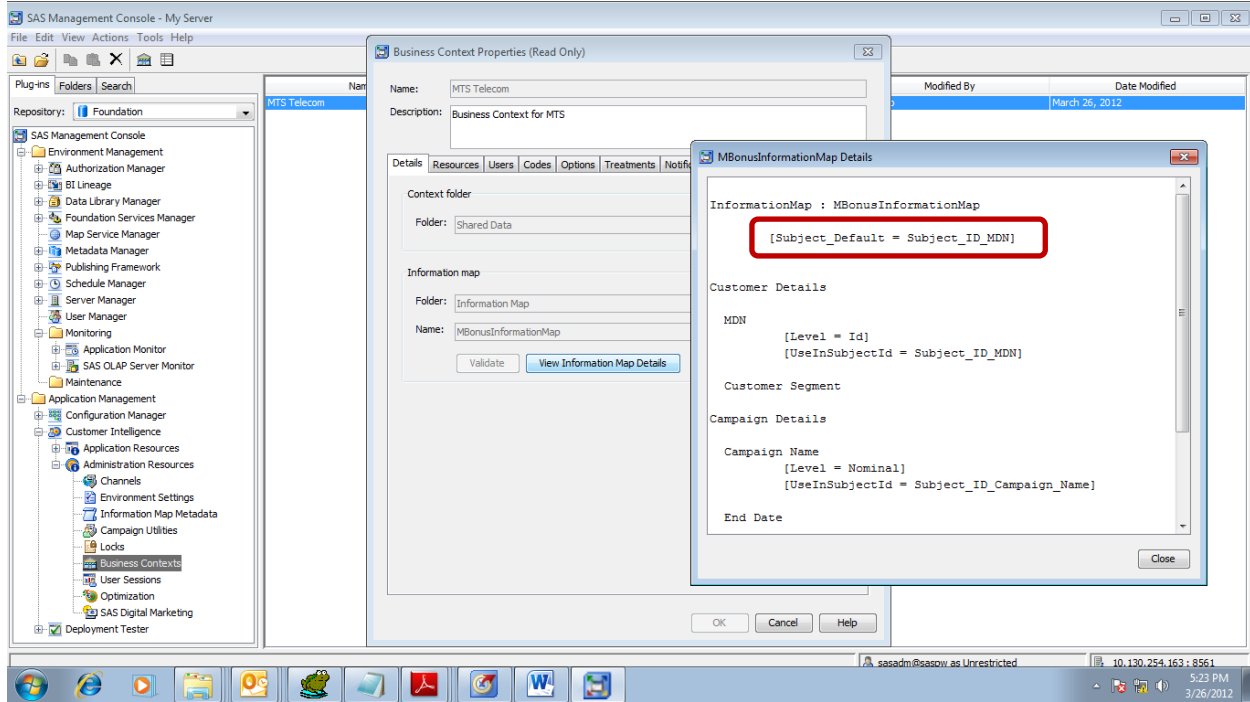 SAS Management Console - My Server
File Edit View Actions Tools Help
Plug-ins Folders Search
Repository: Foundation
SAS Management Console
Environment Management
Authorization Manager
BI Lineage
Data Library Manager
Foundation Services Manager
Map Service Manager
Metadata Manager
Publishing Framework
Schedule Manager
Server Manager
User Manager
Monitoring
Application Monitor
SAS OLAP Server Monitor
Maintenance
Application Management
Configuration Manager
Customer Intelligence
Application Resources
Administration Resources
Channels
Environment Settings
Information Map Metadata
Campaign Utilities
Locks
Business Contexts
User Sessions
Optimization
SAS Digital Marketing
Deployment Tester
Modified By Date Modified
MTS Telecom March 26, 2012
Business Context Properties (Read Only)
Name: MTS Telecom
Description: Business Context for MTS
Details Resources Users Codes Options Treatments
Context folder
Folder: Shared Data
Information map
Folder: Information Map
Name: MBonusInformationMap
Validate View Information Map Details
OK Cancel Help
MBonusInformationMap Details
InformationMap : MBonusInformationMap
[Subject_Default = Subject_ID_MDN]
Customer Details
MDN
[Level = Id]
[UseInSubjectId = Subject_ID_MDN]
Customer Segment
Campaign Details
Campaign Name
[Level = Nominal]
[UseInSubjectId = Subject_ID_Campaign_Name]
End Date
Close
sasadm@saspw as Unrestricted 10.130.254.163 : 8561
5:23 PM
3/26/2012